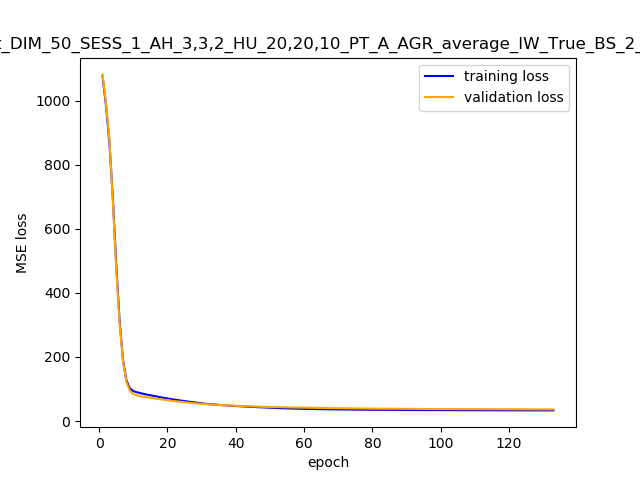 _DIM_50_SESS_1_AH_3,3,2_HU_20,20,10_PT_A_AGR_average_IW_True_BS_2_
training loss
validation loss
MSE loss
1000
800
600
400
200
0
0 20 40 60 80 100 120
epoch